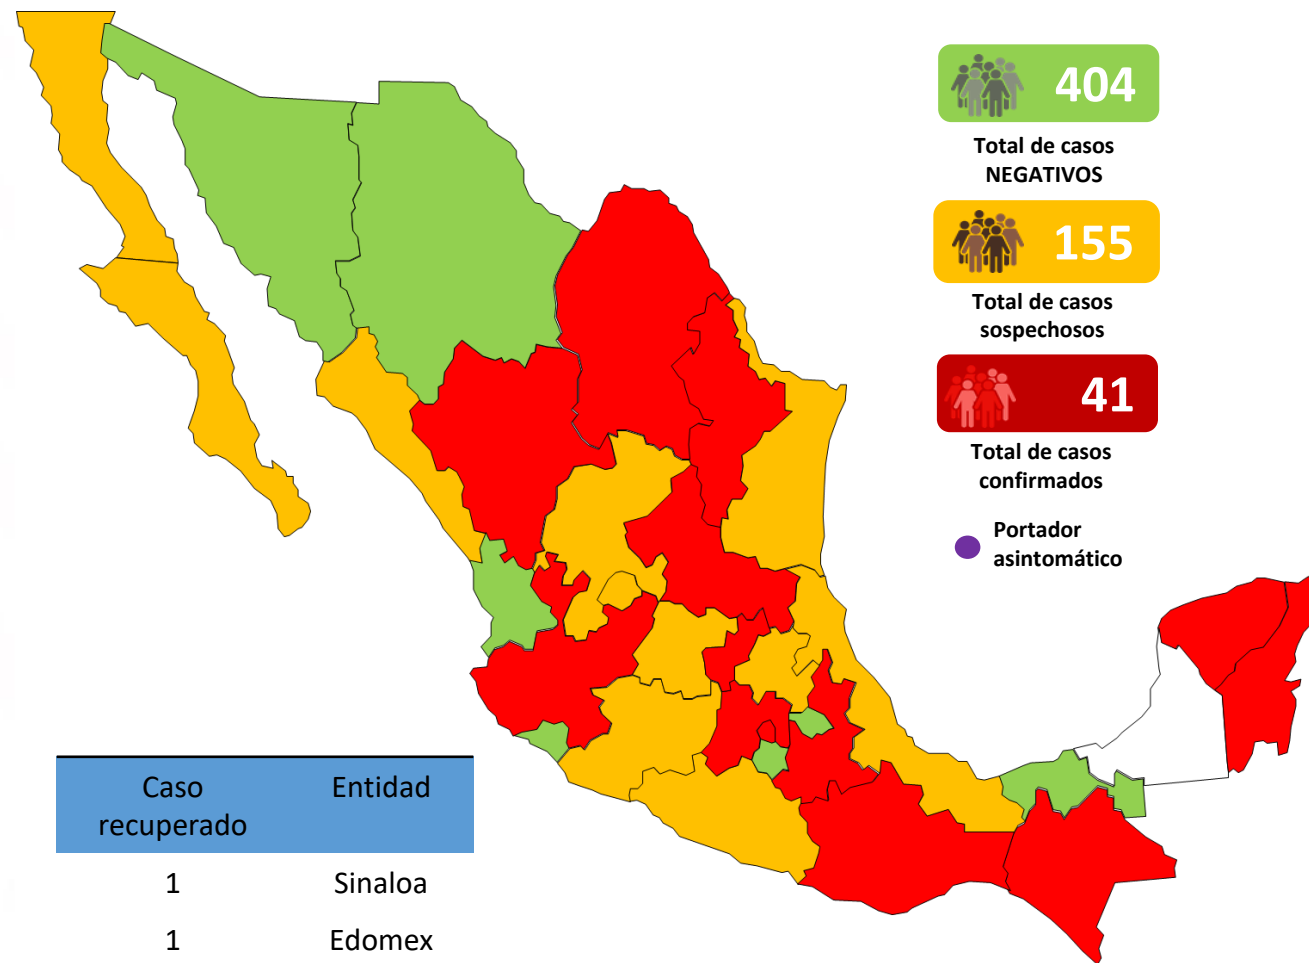 404
Total de casos
NEGATIVOS
155
Total de casos
sospechosos
41
Total de casos
confirmados
Portador
asintomático
Caso Entidad
recuperado
1 Sinaloa
1 Edomex